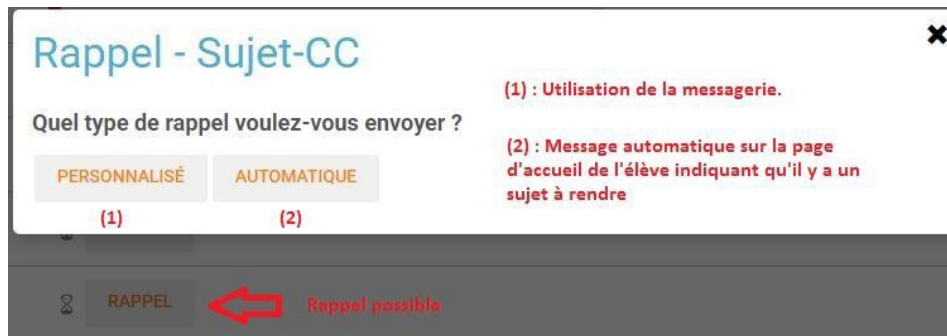 Rappel - Sujet-CC
Quel type de rappel voulez-vous envoyer ?
PERSONNALISÉ
AUTOMATIQUE
(1)
(2)
(1) : Utilisation de la messagerie.
(2) : Message automatique sur la page
d'accueil de l'élève indiquant qu'il y a un
sujet à rendre
RAPPEL
Rappel possible